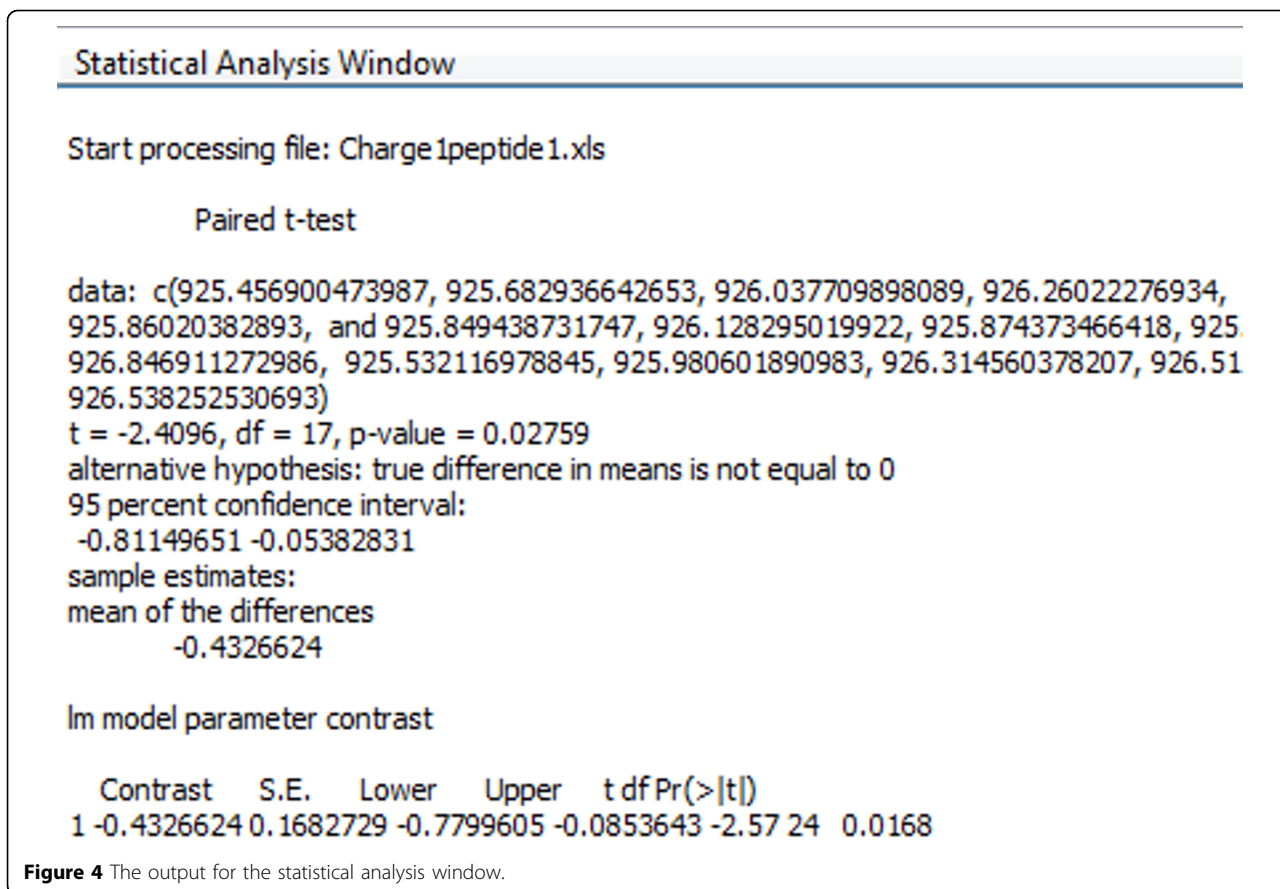 Statistical Analysis Window
Start processing file: Charge1peptide1.xls
Paired t-test
data: c(925.456900473987, 925.682936642653, 926.037709898089, 926.26022276934,
925.86020382893, and 925.849438731747, 926.128295019922, 925.874373466418, 925.
926.846911272986, 925.532116978845, 925.980601890983, 926.314560378207, 926.51
926.538252530693)
t = -2.4096, df = 17, p-value = 0.02759
alternative hypothesis: true difference in means is not equal to 0
95 percent confidence interval:
-0.81149651 -0.05382831
sample estimates:
mean of the differences
-0.4326624
lm model parameter contrast
Contrast S.E. Lower Upper t df Pr(>|t|)
1 -0.4326624 0.1682729 -0.7799605 -0.0853643 -2.57 24 0.0168
Figure 4 The output for the statistical analysis window.